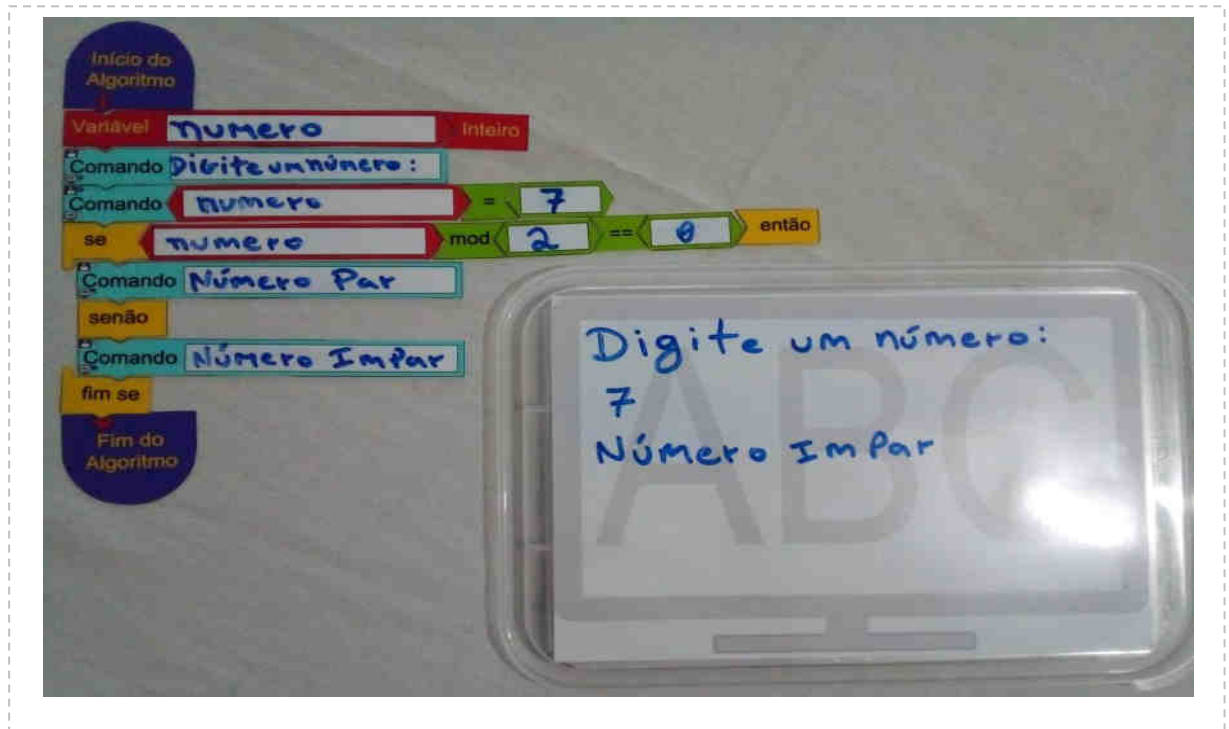 Início do
Algoritmo
Variável numero Inteiro
Comando Digite um número:
Comando numero = 7
se numero mod 2 == 0 então
Comando Número Par
senão
Comando Número Impar
fim se
Fim do
Algoritmo
Digite um número:
7
Número Impar
ABC